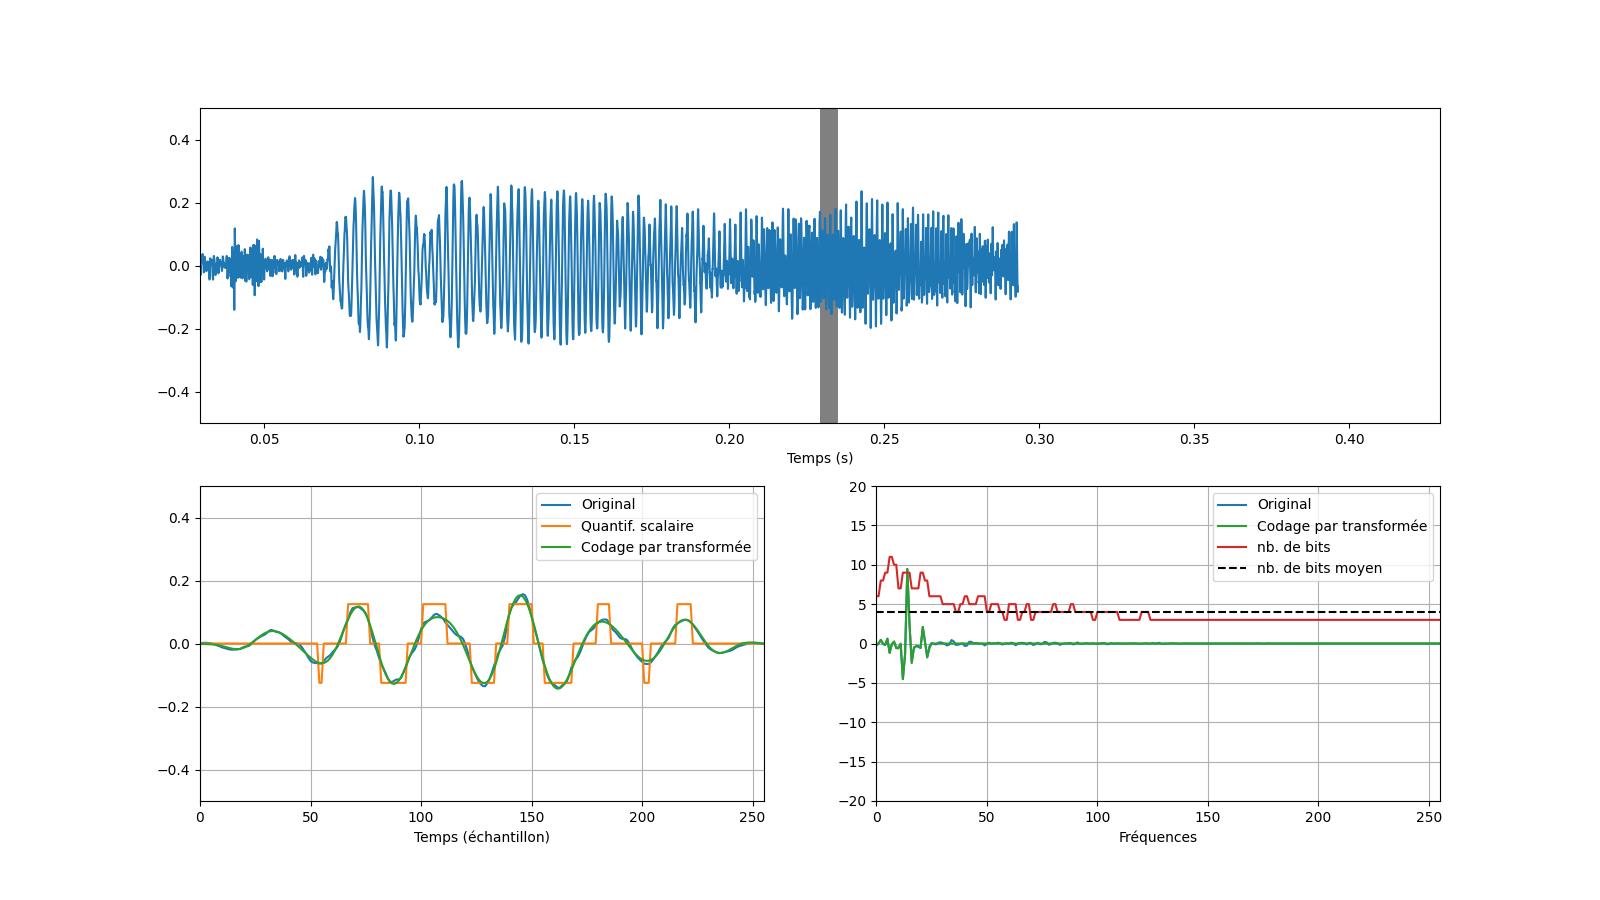 0.4
0.2
0.0
−0.2
−0.4
0.05 0.10 0.15 0.20 0.25 0.30 0.35 0.40
Temps (s)
0.4
0.2
0.0
−0.2
−0.4
0 50 100 150 200 250
Temps (échantillon)
Original
Quantif. scalaire
Codage par transformée
20
15
10
5
0
−5
−10
−15
−20
0 50 100 150 200 250
Fréquences
Original
Codage par transformée
nb. de bits
nb. de bits moyen